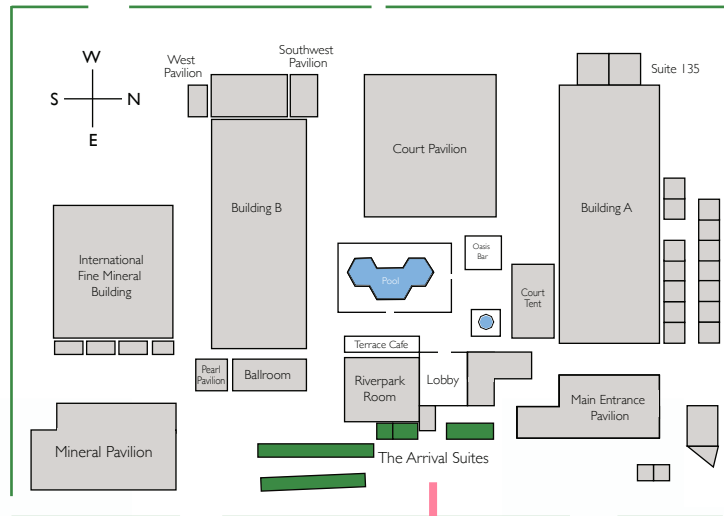 W
S
N
E
West
Pavilion
Southwest
Pavilion
Suite 135
Court Pavilion
Building B
Building A
International
Fine Mineral
Building
Oasis
Bar
Pool
Court
Tent
Terrace Cafe
Pearl
Pavilion
Ballroom
Riverpark
Room
Lobby
Main Entrance
Pavilion
Mineral Pavilion
The Arrival Suites